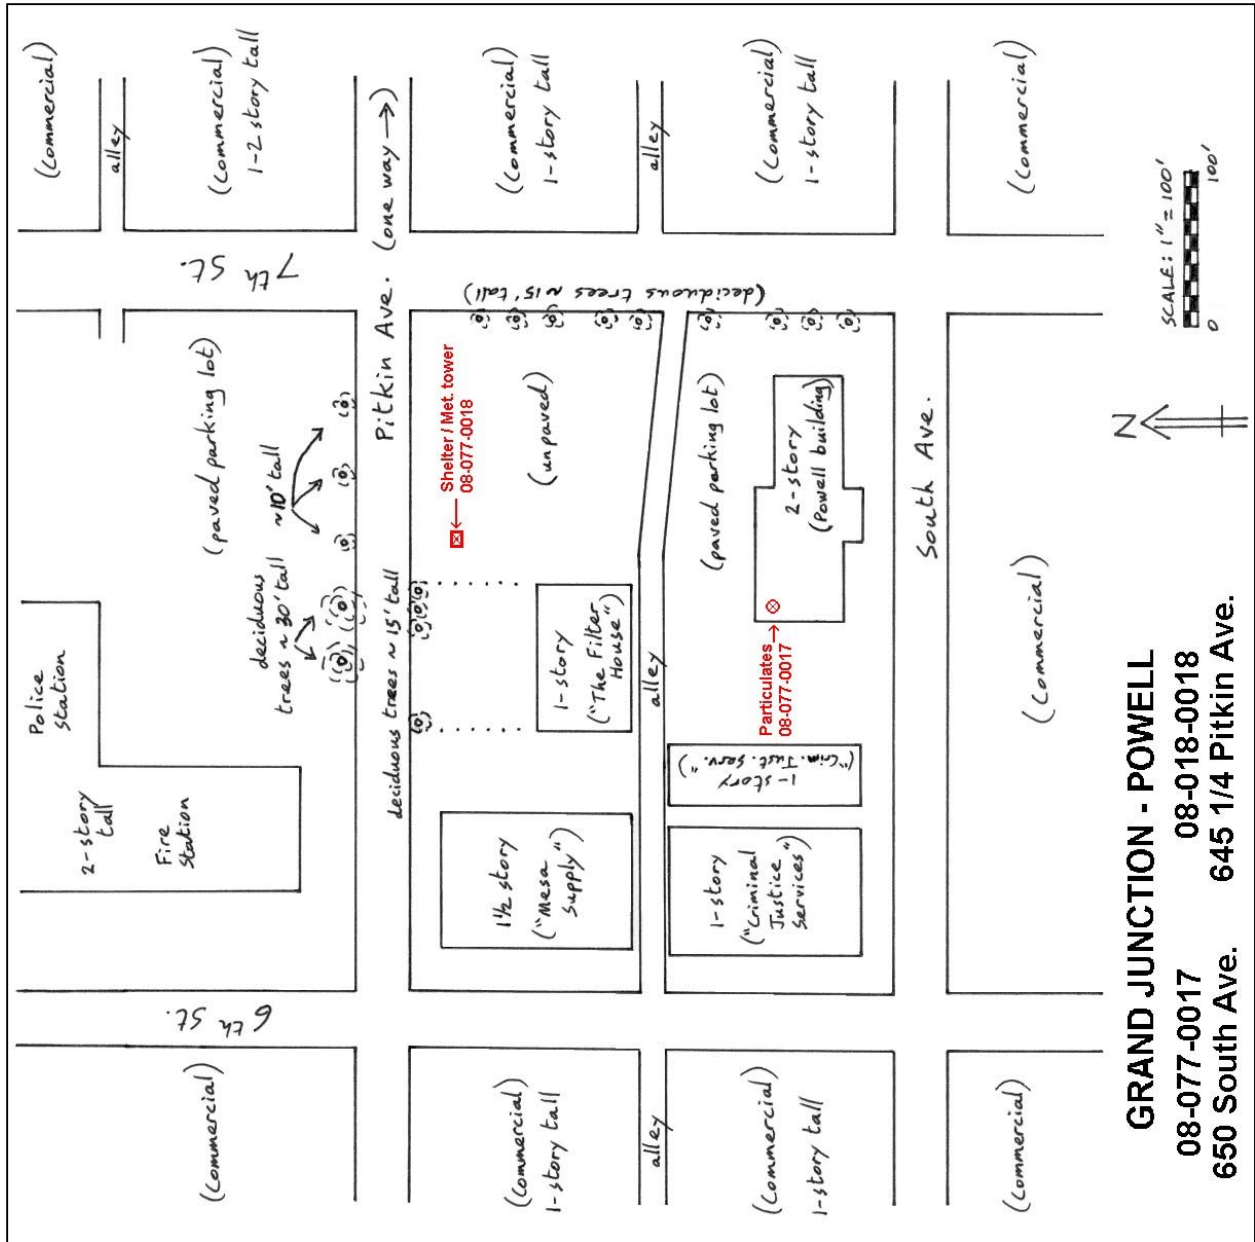 (Commercial)
6th St.
2-story
tall
Fire
Station
Police
Station
deciduous
trees ~30' tall
~10' tall
(paved parking lot)
7th St.
(Commercial)
alley
(Commercial)
1-2 story tall
deciduous trees ~15' tall
Pitkin Ave.
(one way →)
(Commercial)
1-story tall
1½ story
("Mesa
Supply")
1-story
("The Filter
House")
Shelter / Met. tower
08-077-0018
(unpaved)
(deciduous trees ~15' tall)
(Commercial)
1-story tall
alley
alley
alley
(Commercial)
1-story tall
1-story
("Criminal
Justice
Services")
1-story
("Crim. Just. Serv.")
Particulates
08-077-0017
(paved parking lot)
2-story
(Powell building)
(Commercial)
1-story tall
South Ave.
(Commercial)
(Commercial)
(Commercial)
N
SCALE: 1" = 100'
0 100'
GRAND JUNCTION - POWELL
08-077-0017 08-018-0018
650 South Ave. 645 1/4 Pitkin Ave.